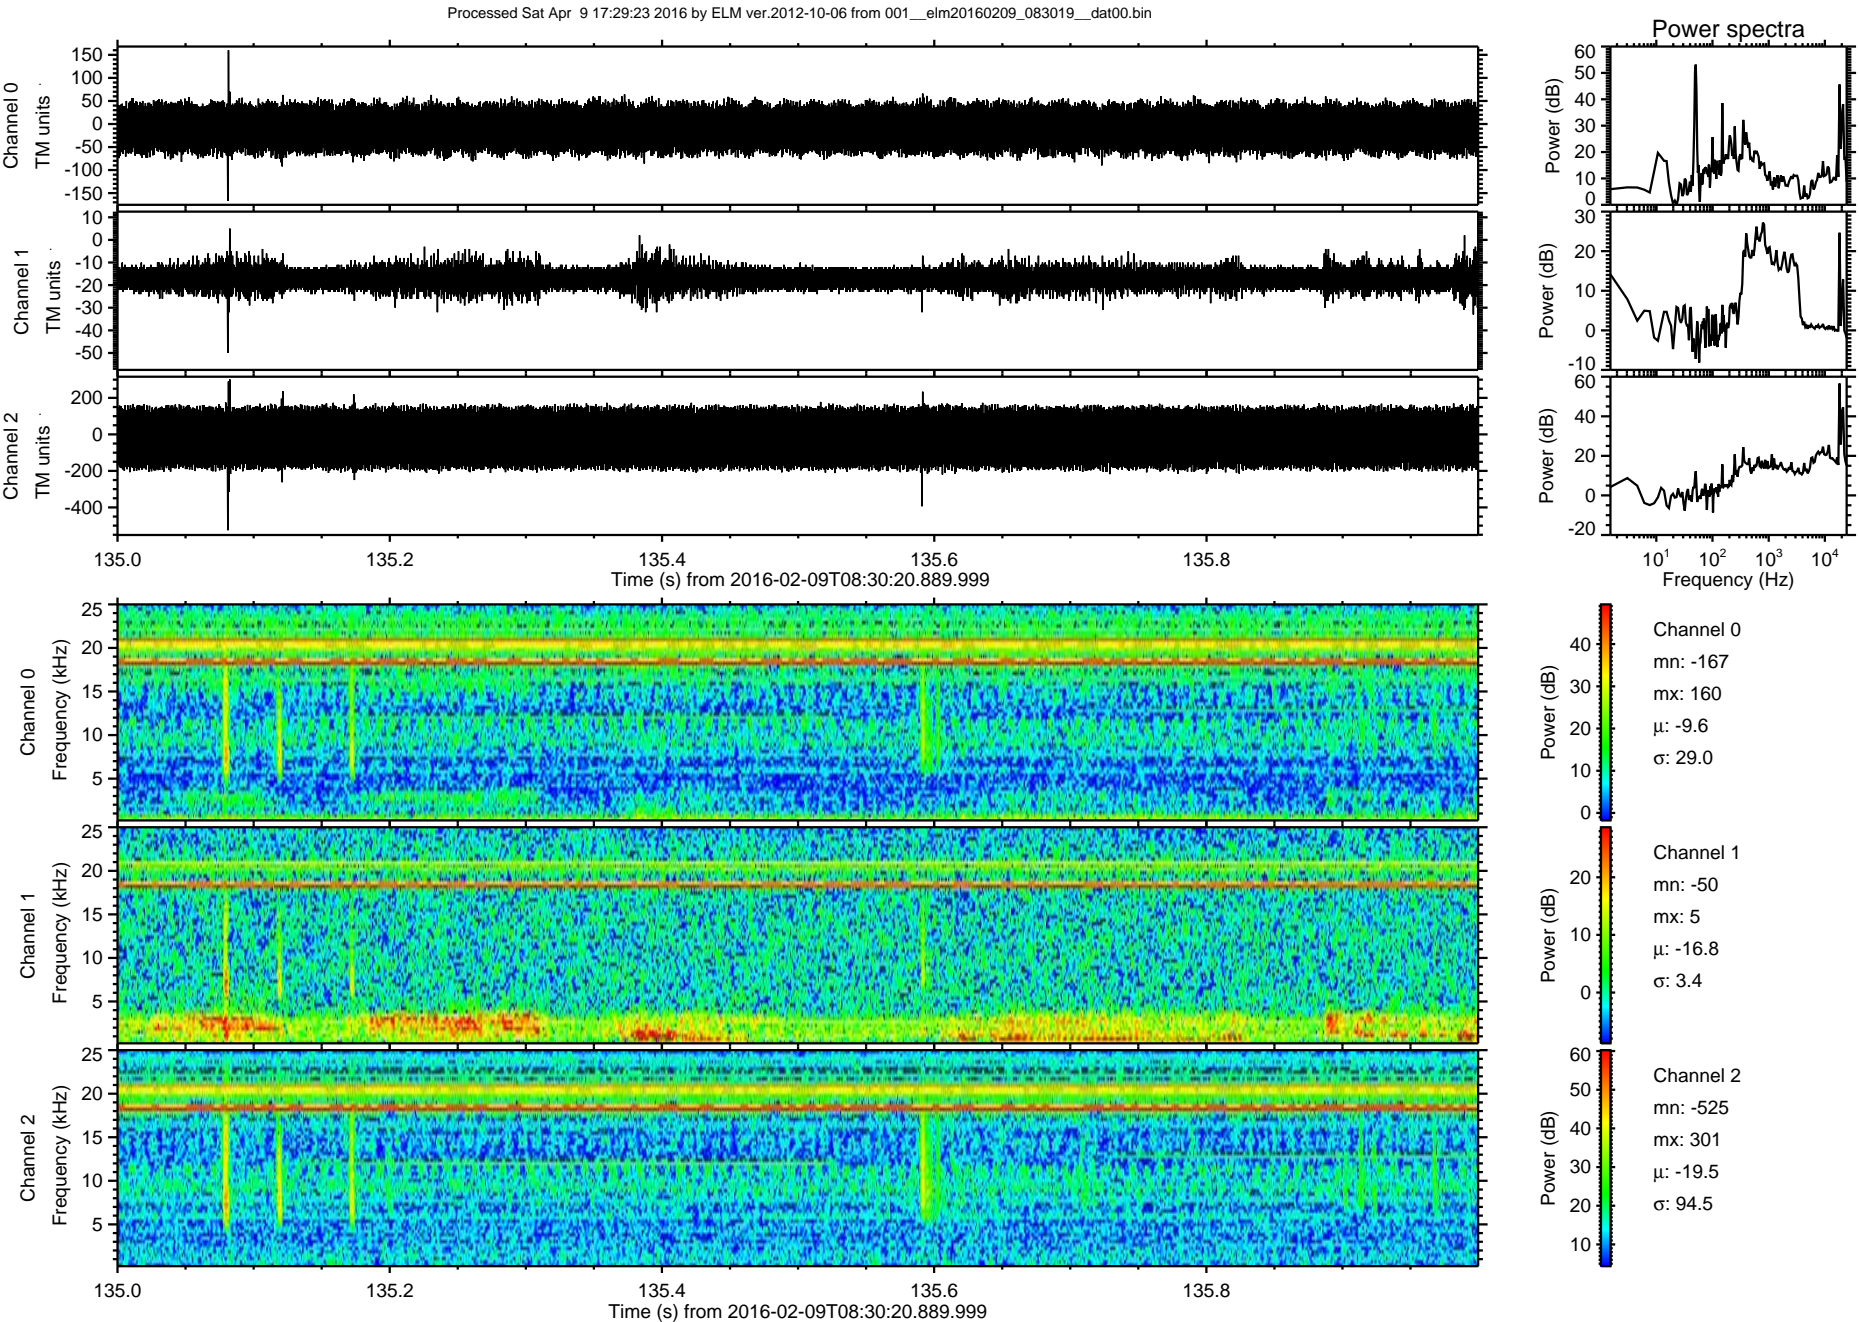 Processed Sat Apr  9 17:29:23 2016 by ELM ver.2012-10-06 from 001__elm20160209_083019__dat00.bin
Power spectra
Channel 0
TM units
150
100
50
0
-50
-100
-150
Power (dB)
60
50
40
30
20
10
0
Channel 1
TM units
10
0
-10
-20
-30
-40
-50
Power (dB)
30
20
10
0
-10
Channel 2
TM units
200
0
-200
-400
Power (dB)
60
40
20
0
-20
135.0 135.2 135.4 135.6 135.8
Time (s) from 2016-02-09T08:30:20.889.999
10¹ 10² 10³ 10⁴
Frequency (Hz)
Channel 0
Frequency (kHz)
25
20
15
10
5
Power (dB)
40
30
20
10
0
Channel 0
mn: -167
mx: 160
μ: -9.6
σ: 29.0
Channel 1
Frequency (kHz)
25
20
15
10
5
Power (dB)
20
10
0
Channel 1
mn: -50
mx: 5
μ: -16.8
σ: 3.4
Channel 2
Frequency (kHz)
25
20
15
10
5
Power (dB)
60
50
40
30
20
10
Channel 2
mn: -525
mx: 301
μ: -19.5
σ: 94.5
135.0 135.2 135.4 135.6 135.8
Time (s) from 2016-02-09T08:30:20.889.999